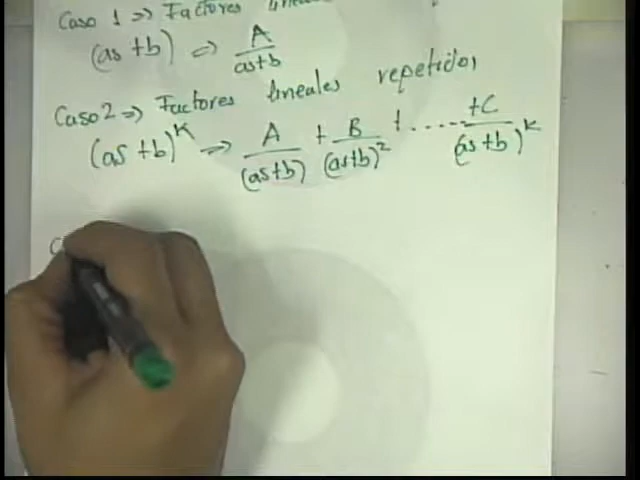 Caso 1 => Factores
(as +b) => A/(as+b)
Caso 2 => Factores lineales repetidos
(as +b)^K => A/(as+b) + B/(as+b)^2 + ..... +C/(as+b)^K
C